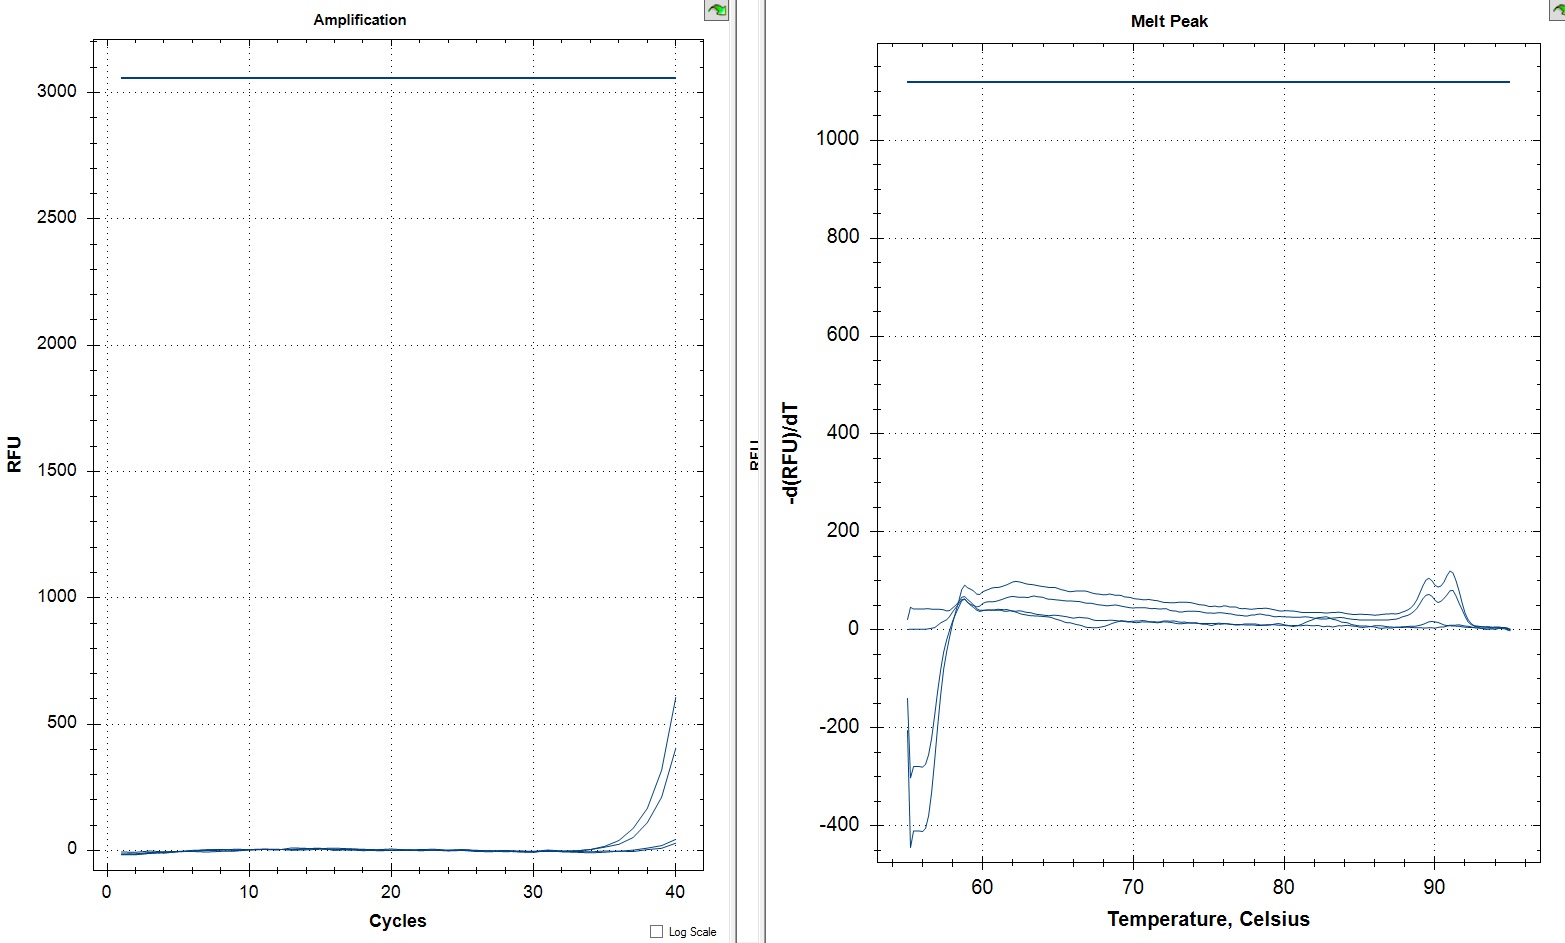 Amplification
3000
2500
2000
1500
1000
500
0
RFU
0 10 20 30 40
Cycles
Log Scale
RFU
Melt Peak
1000
800
600
400
200
0
-200
-400
-d(RFU)/dT
60 70 80 90
Temperature, Celsius